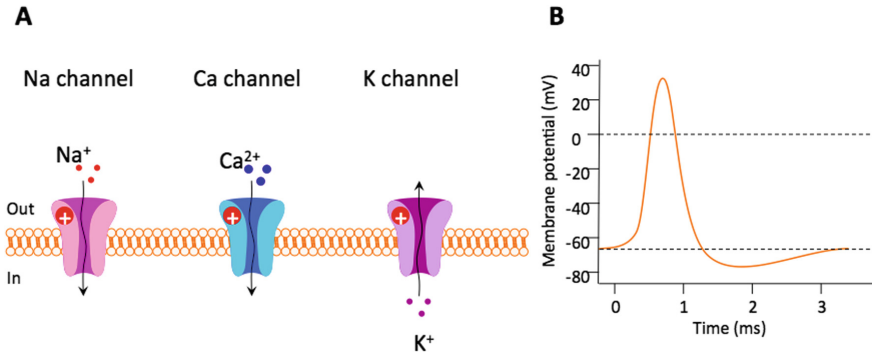 A
Na channel
Ca channel
K channel
Na⁺
Ca²⁺
Out
+
+
+
In
K⁺
B
Membrane potential (mV)
40
20
0
-20
-40
-60
-80
0 1 2 3
Time (ms)